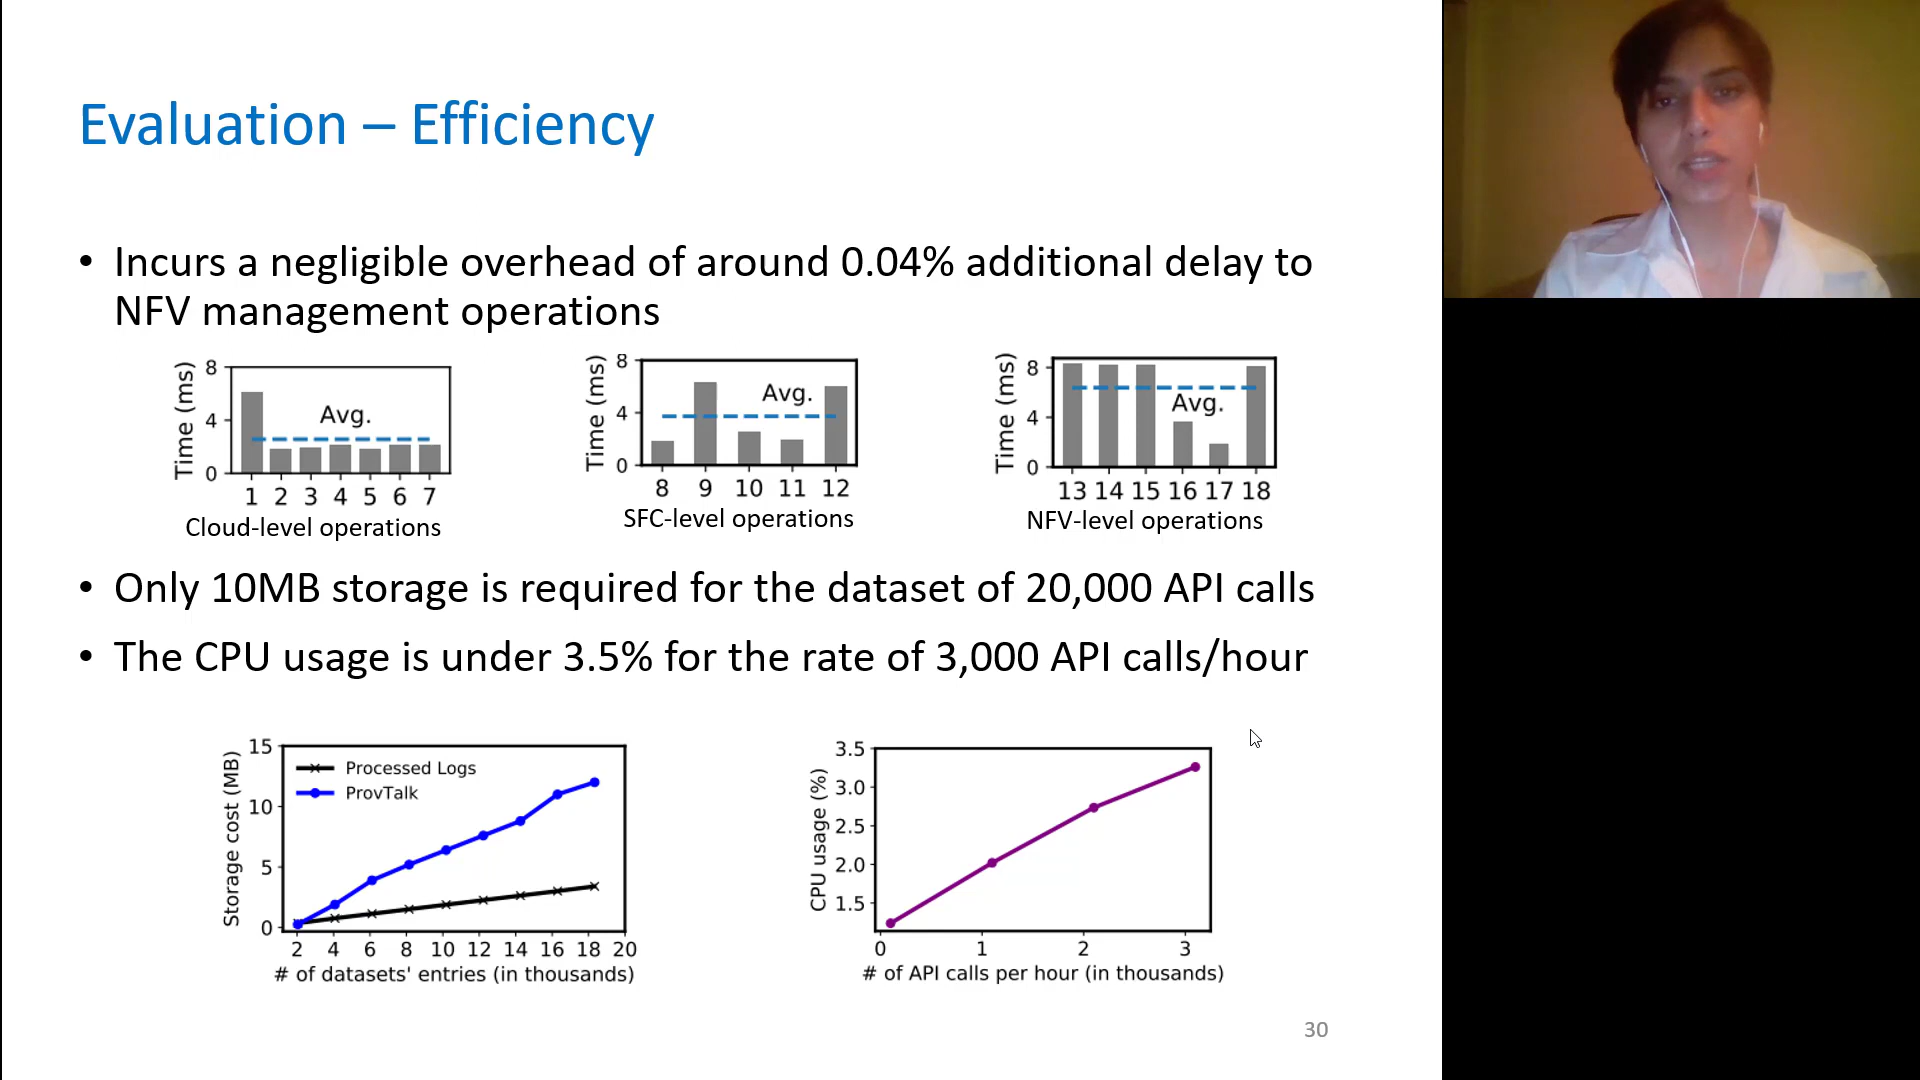 Evaluation – Efficiency
• Incurs a negligible overhead of around 0.04% additional delay to
NFV management operations
Time (ms)
8
4
0
Avg.
1 2 3 4 5 6 7
Cloud-level operations
Time (ms)
8
4
0
Avg.
8 9 10 11 12
SFC-level operations
Time (ms)
8
4
0
Avg.
13 14 15 16 17 18
NFV-level operations
• Only 10MB storage is required for the dataset of 20,000 API calls
• The CPU usage is under 3.5% for the rate of 3,000 API calls/hour
Storage cost (MB)
15
10
5
0
Processed Logs
ProvTalk
2 4 6 8 10 12 14 16 18 20
# of datasets' entries (in thousands)
CPU usage (%)
3.5
3.0
2.5
2.0
1.5
0 1 2 3
# of API calls per hour (in thousands)
30